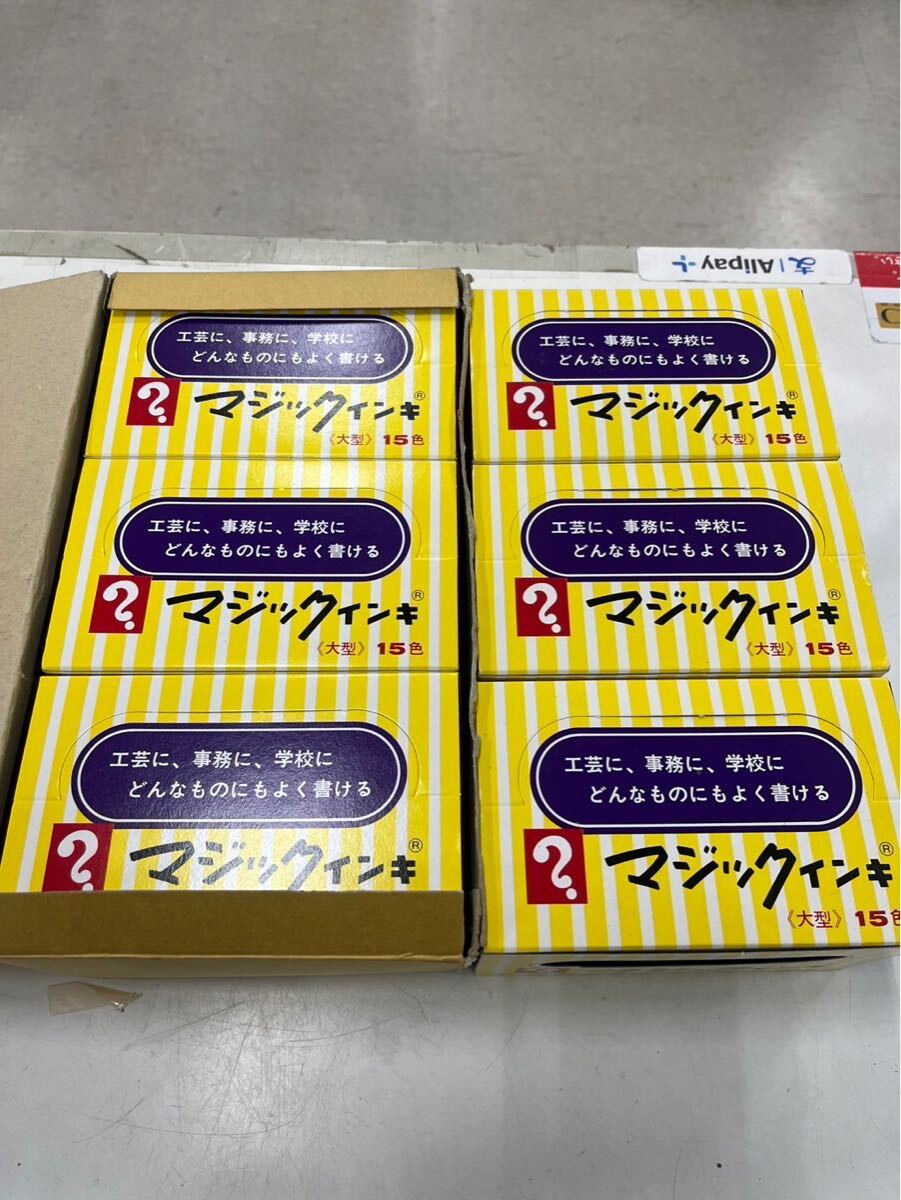 支 | Alipay+
C
工芸に、事務に、学校に
どんなものにもよく書ける
? マジックインキ®
《大型》 15色
工芸に、事務に、学校に
どんなものにもよく書ける
? マジックインキ®
《大型》 15色
工芸に、事務に、学校に
どんなものにもよく書ける
? マジックインキ®
工芸に、事務に、学校に
どんなものにもよく書ける
? マジックインキ®
《大型》 15色
工芸に、事務に、学校に
どんなものにもよく書ける
? マジックインキ®
《大型》 15色
工芸に、事務に、学校に
どんなものにもよく書ける
? マジックインキ®
《大型》 15色